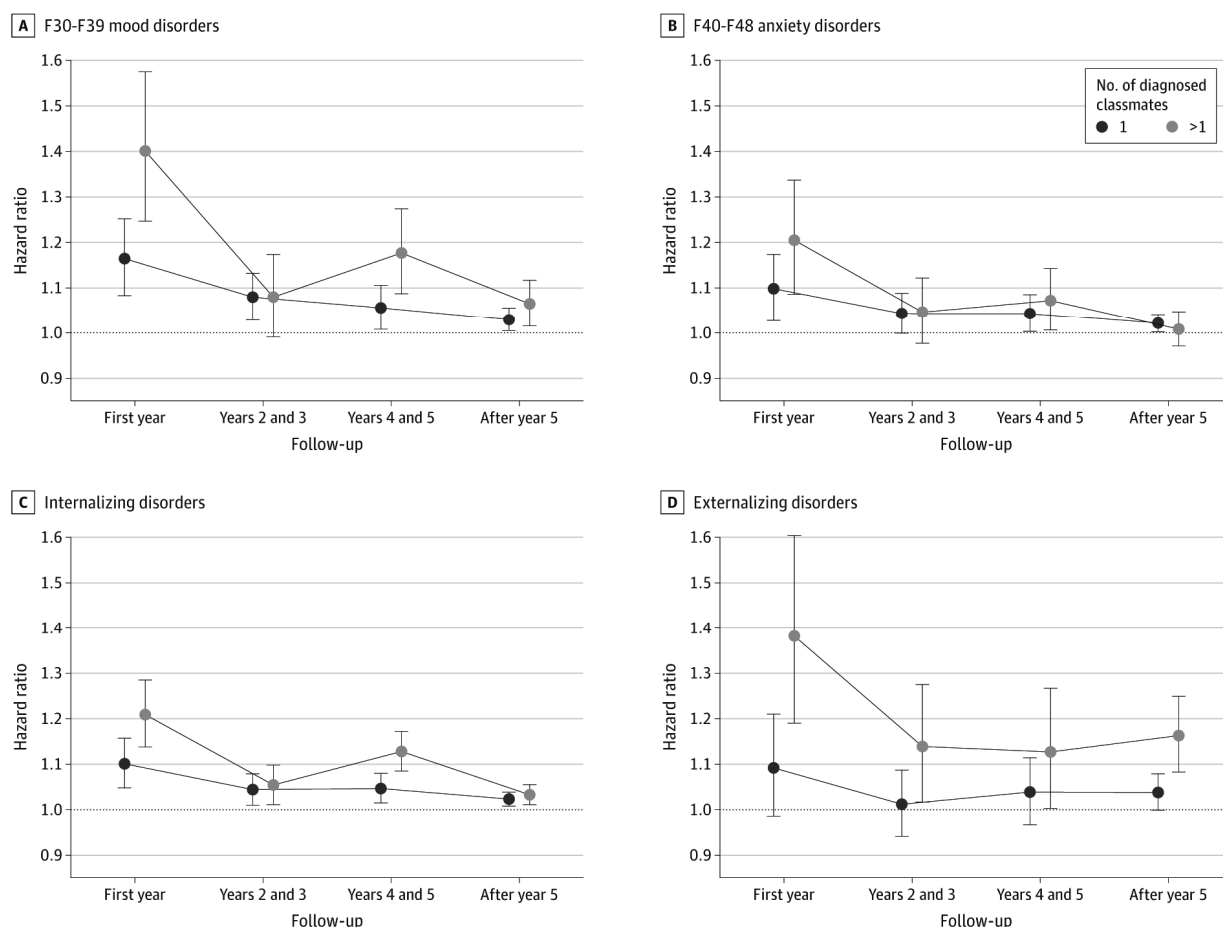 A F30-F39 mood disorders
1.6
1.5
1.4
1.3
1.2
1.1
1.0
0.9
Hazard ratio
First year Years 2 and 3 Years 4 and 5 After year 5
Follow-up
B F40-F48 anxiety disorders
1.6
1.5
1.4
1.3
1.2
1.1
1.0
0.9
Hazard ratio
No. of diagnosed
classmates
1 >1
First year Years 2 and 3 Years 4 and 5 After year 5
Follow-up
C Internalizing disorders
1.6
1.5
1.4
1.3
1.2
1.1
1.0
0.9
Hazard ratio
First year Years 2 and 3 Years 4 and 5 After year 5
Follow-up
D Externalizing disorders
1.6
1.5
1.4
1.3
1.2
1.1
1.0
0.9
Hazard ratio
First year Years 2 and 3 Years 4 and 5 After year 5
Follow-up